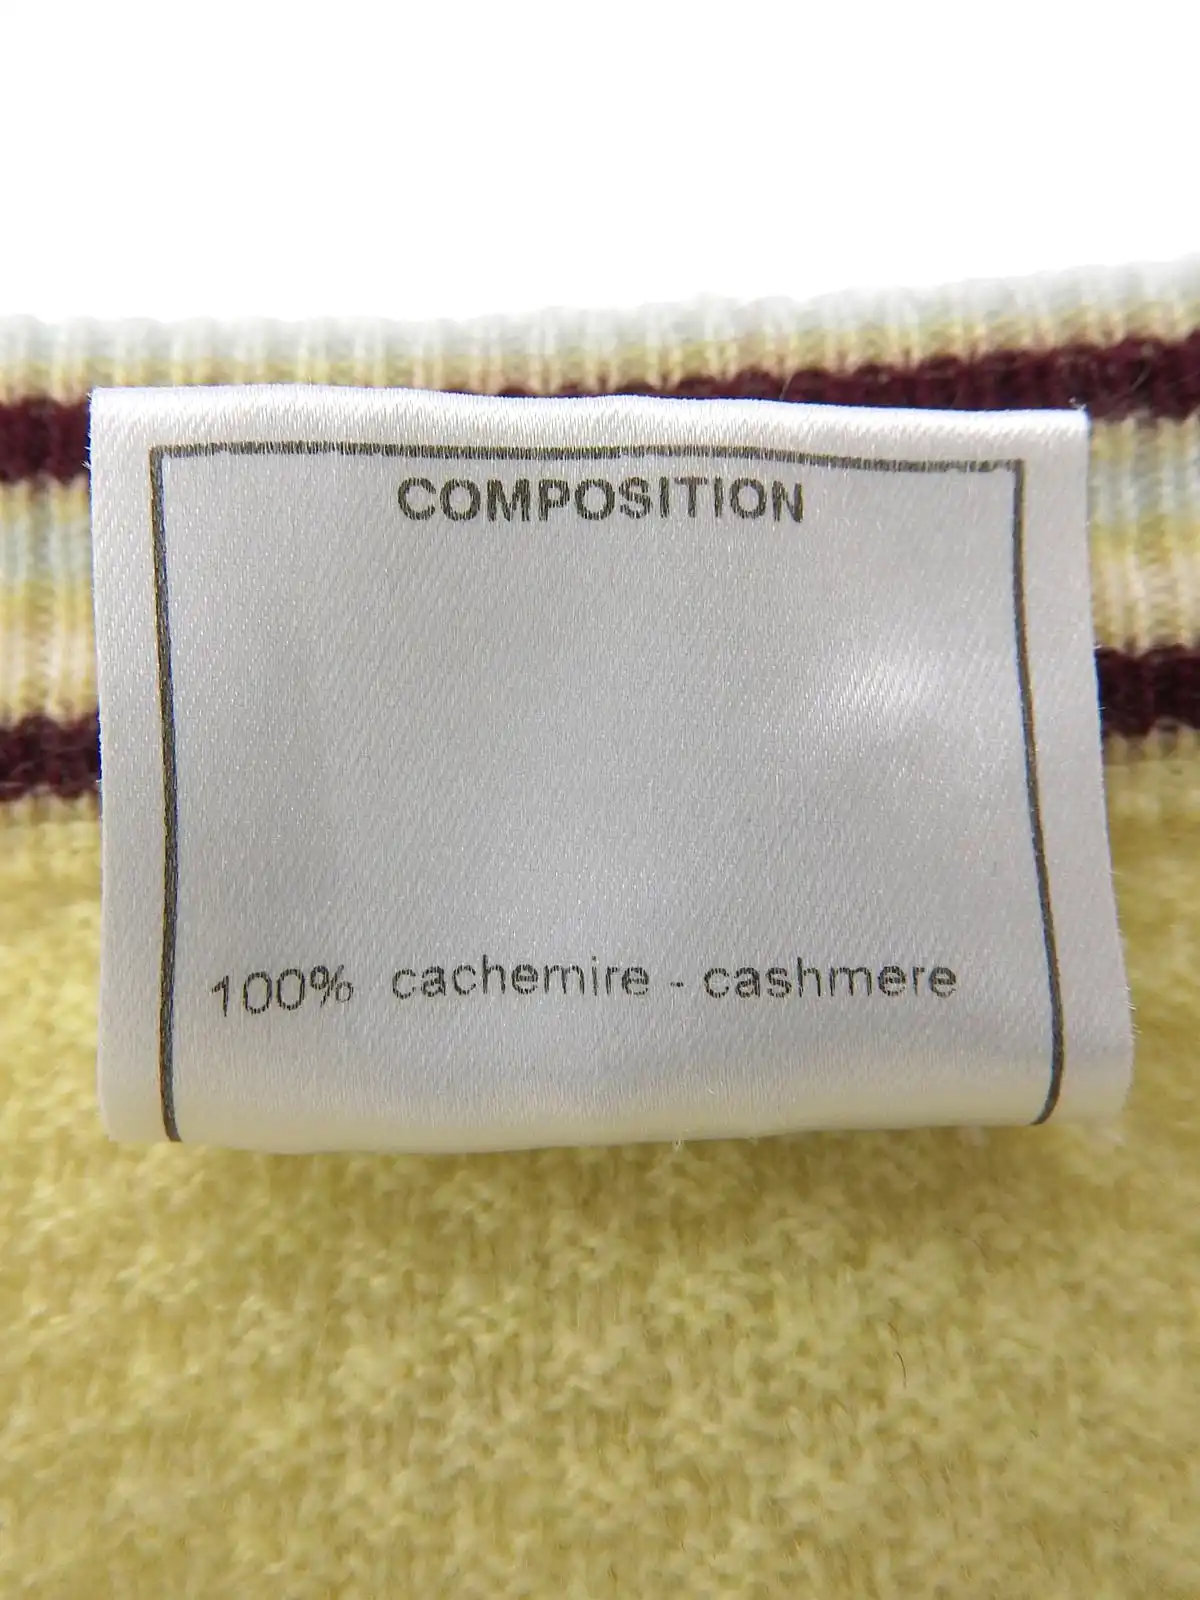 COMPOSITION
100% cachemire - cashmere